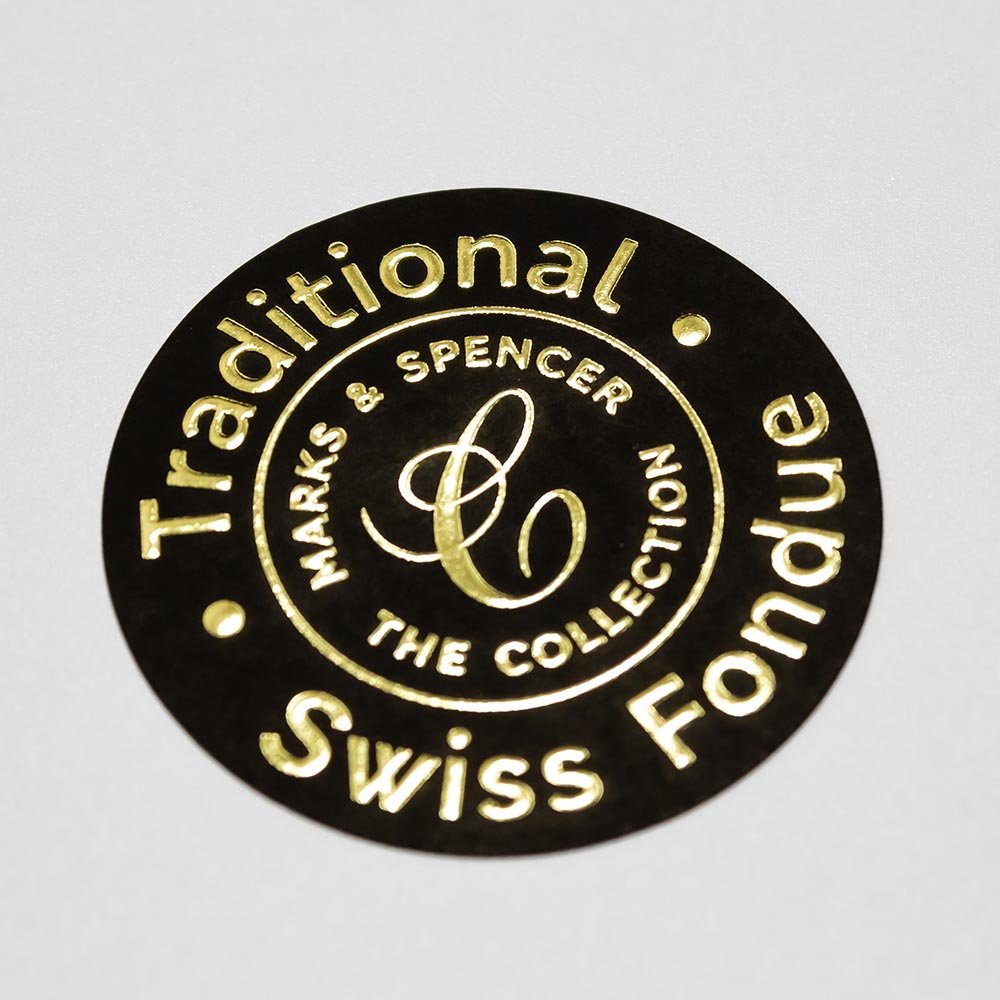 Traditional
Swiss Fondue
MARKS & SPENCER
THE COLLECTION
C